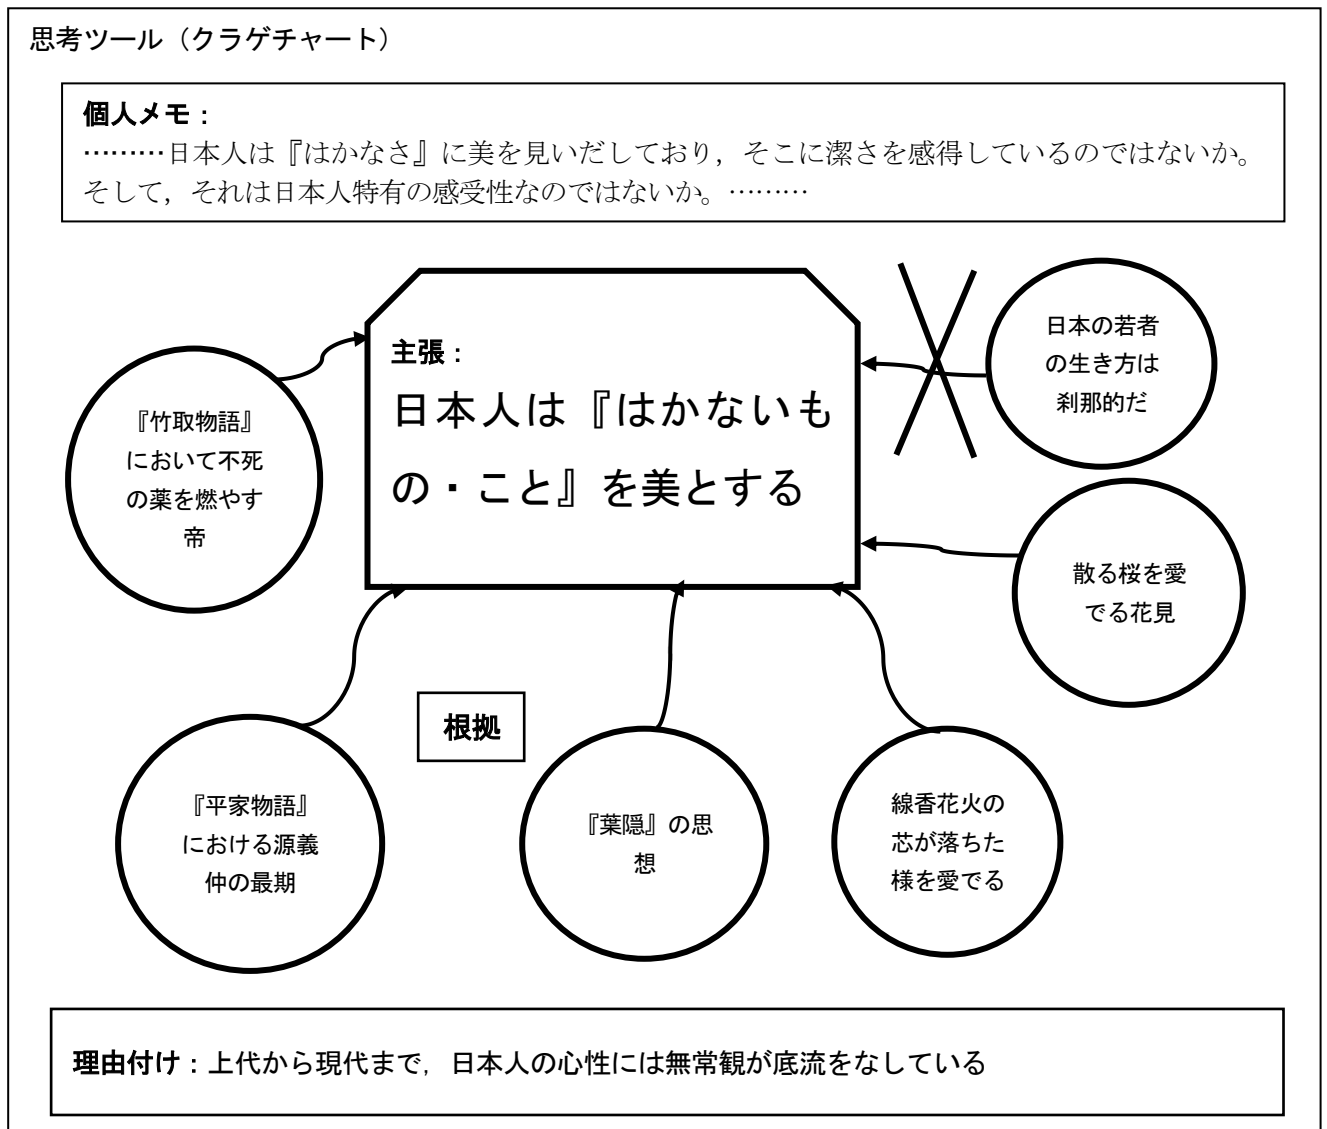 思考ツール（クラゲチャート）
個人メモ：
………日本人は『はかなさ』に美を見いだしており，そこに潔さを感得しているのではないか。
そして，それは日本人特有の感受性なのではないか。………
主張：
日本人は『はかないも
の・こと』を美とする
日本の若者
の生き方は
刹那的だ
『竹取物語』
において不死
の薬を燃やす
帝
散る桜を愛
でる花見
根拠
『平家物語』
における源義
仲の最期
『葉隠』の思
想
線香花火の
芯が落ちた
様を愛でる
理由付け：上代から現代まで，日本人の心性には無常観が底流をなしている